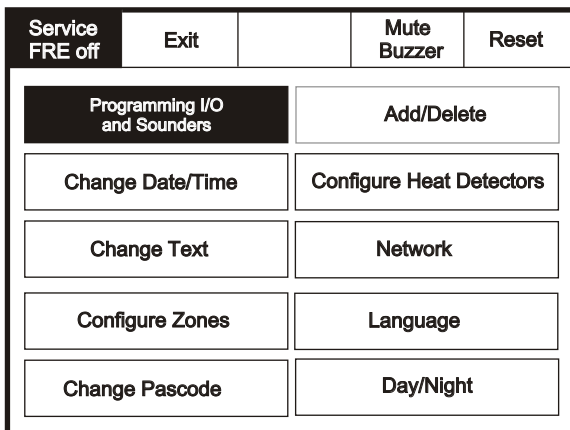 Service
FRE off
Exit
Mute
Buzzer
Reset
Programming I/O
and Sounders
Add/Delete
Change Date/Time
Configure Heat Detectors
Change Text
Network
Configure Zones
Language
Change Pascode
Day/Night